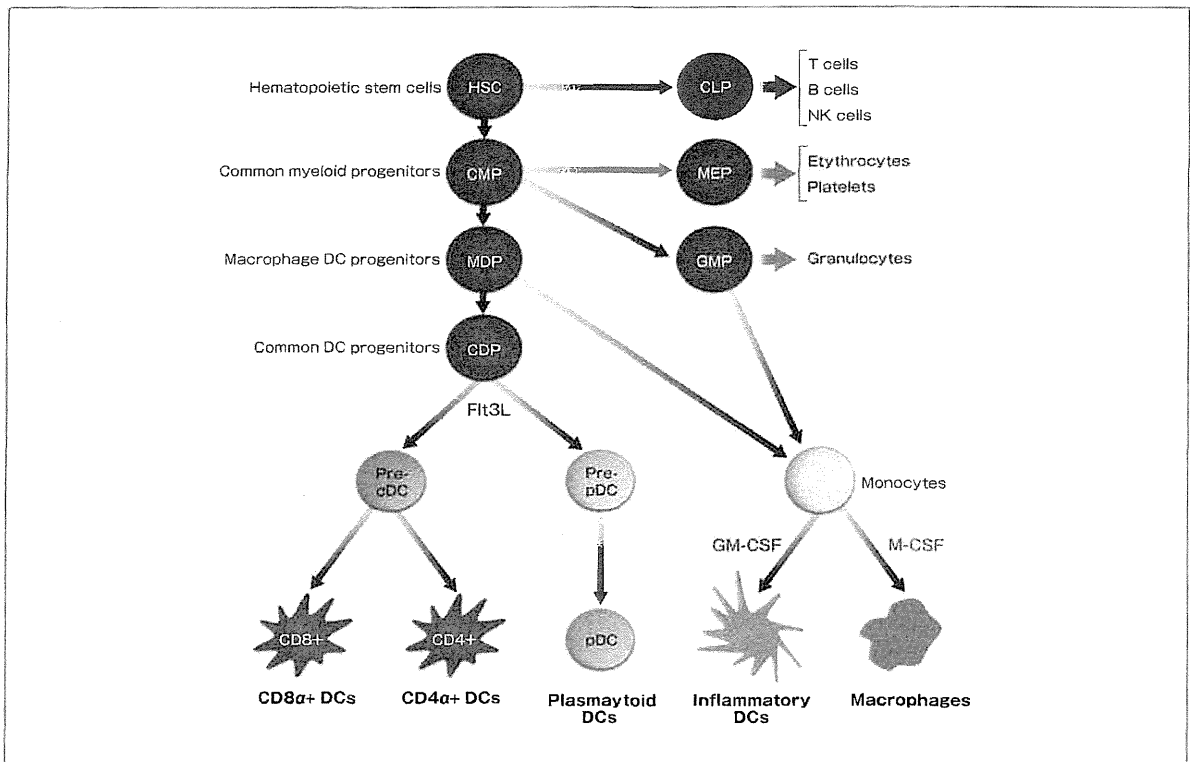 Hematopoietic stem cells
HSC
CLP
T cells
B cells
NK cells
Common myeloid progenitors
CMP
MEP
Etythrocytes
Platelets
Macrophage DC progenitors
MDP
GMP
Granulocytes
Common DC progenitors
CDP
Flt3L
Pre-
cDC
Pre-
pDC
Monocytes
GM-CSF
M-CSF
CD8+
CD4+
pDC
CD8α+ DCs
CD4α+ DCs
Plasmaytoid
DCs
Inflammatory
DCs
Macrophages